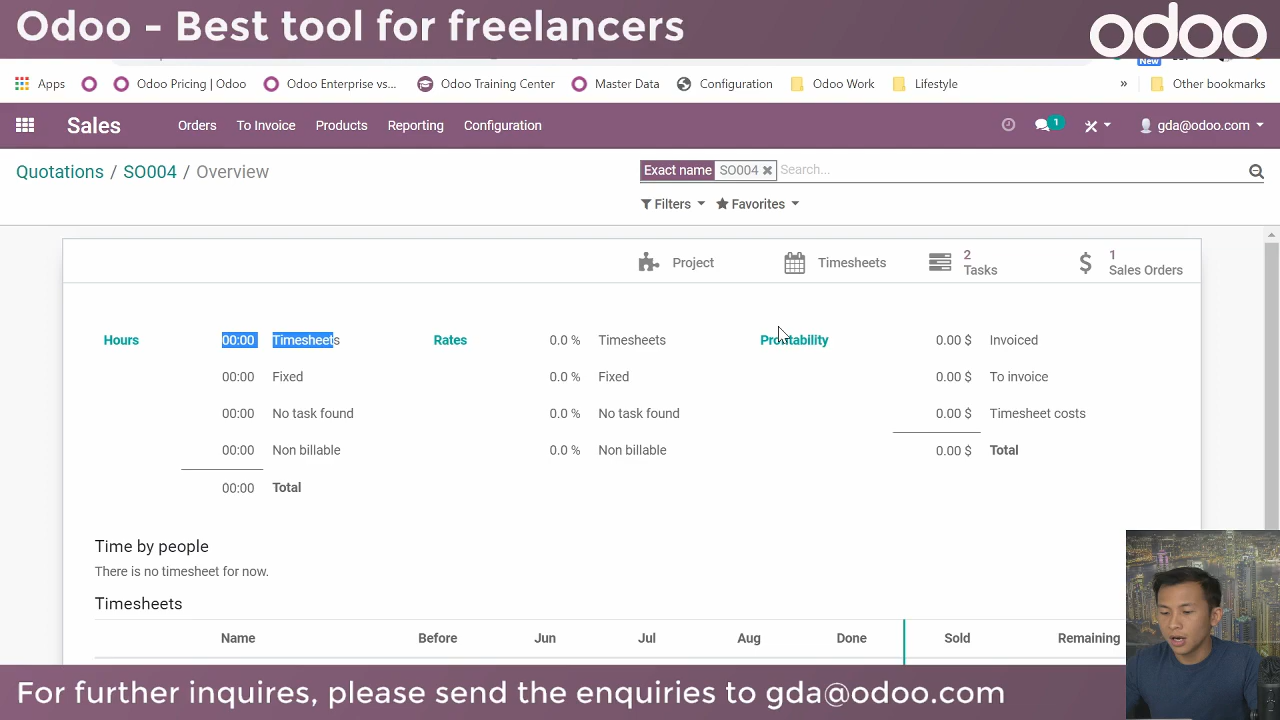 Odoo - Best tool for freelancers
odoo
New
Apps
Odoo Pricing | Odoo
Odoo Enterprise vs...
Odoo Training Center
Master Data
Configuration
Odoo Work
Lifestyle
»
Other bookmarks
Sales
Orders
To Invoice
Products
Reporting
Configuration
1
gda@odoo.com
Quotations / SO004 / Overview
Exact name SO004
Search...
Filters
Favorites
Project
Timesheets
2
Tasks
$
1
Sales Orders
Hours
00:00 Timesheets
00:00 Fixed
00:00 No task found
00:00 Non billable
00:00 Total
Rates
0.0 % Timesheets
0.0 % Fixed
0.0 % No task found
0.0 % Non billable
Profitability
0.00 $ Invoiced
0.00 $ To invoice
0.00 $ Timesheet costs
0.00 $ Total
Time by people
There is no timesheet for now.
Timesheets
Name Before Jun Jul Aug Done Sold Remaining
For further inquires, please send the enquiries to gda@odoo.com